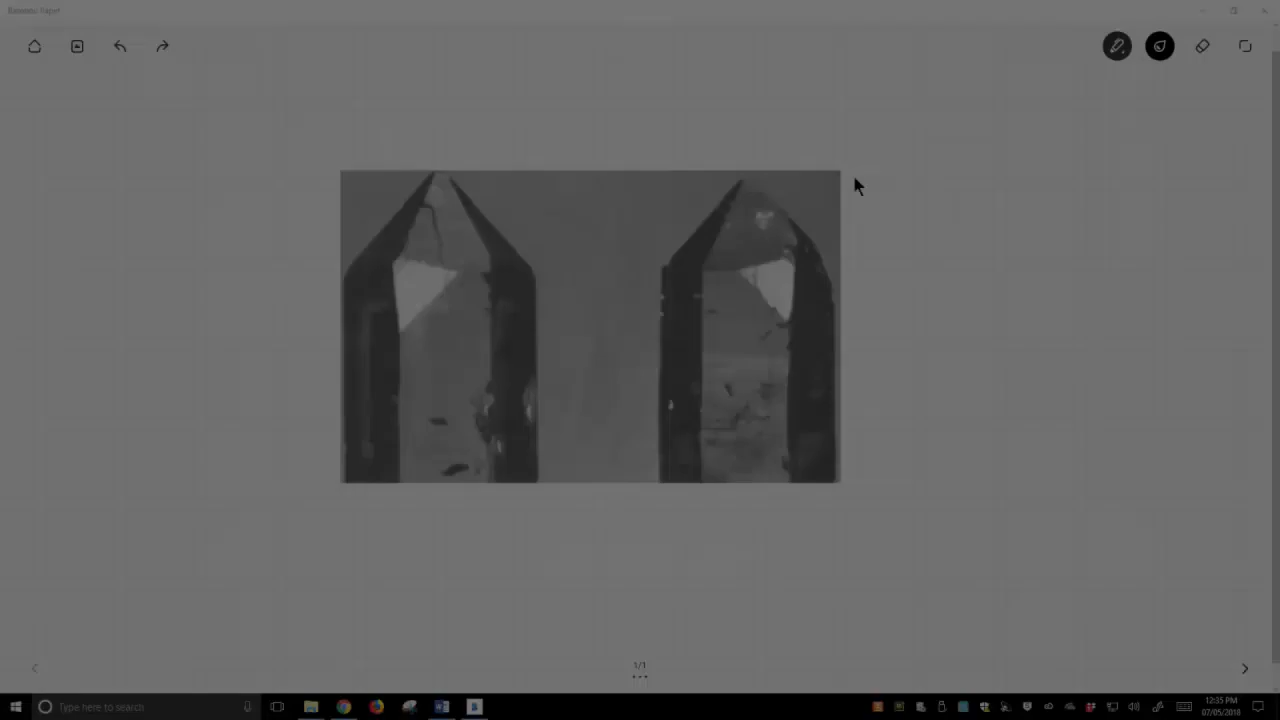 Bamboo Paper
1/1
Type here to search
12:35 PM
07/05/2018